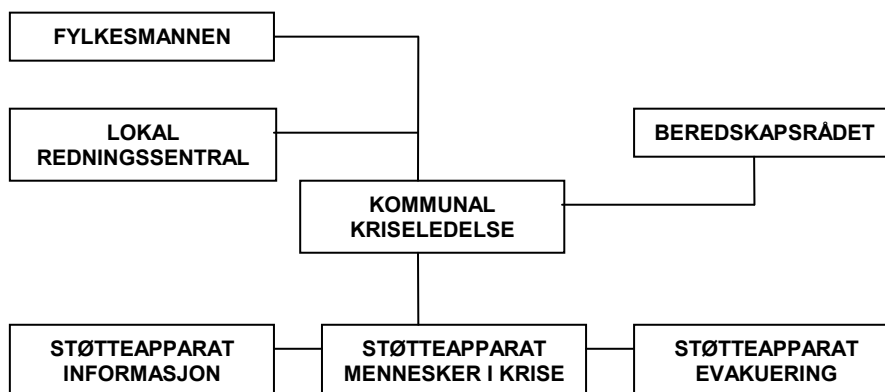 FYLKESMANNEN
LOKAL
REDNINGSSENTRAL
BEREDSKAPSRÅDET
KOMMUNAL
KRISELEDELSE
STØTTEAPPARAT
INFORMASJON
STØTTEAPPARAT
MENNESKER I KRISE
STØTTEAPPARAT
EVAKUERING